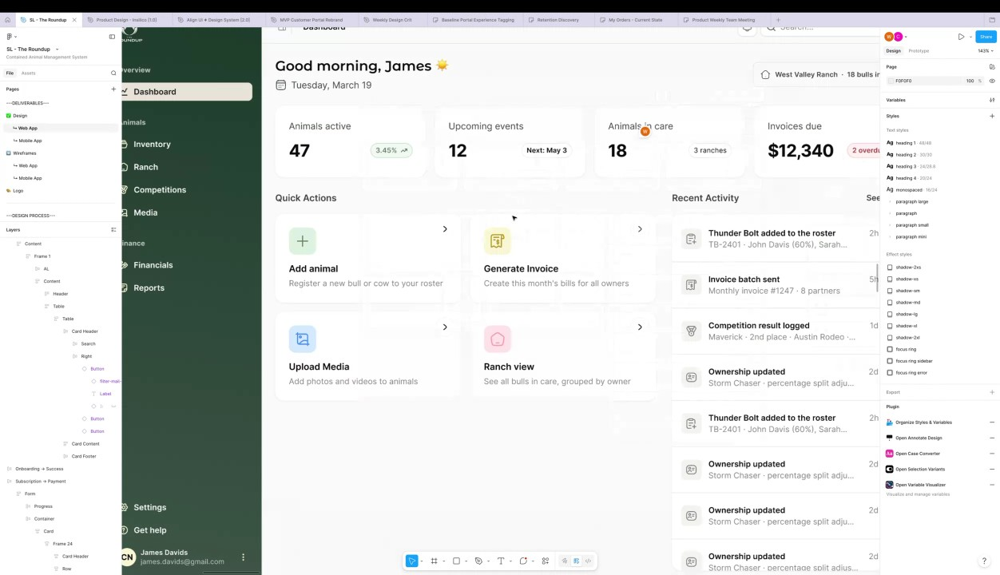 SL - The Roundup
Product Design - Insilico [1.0]
Align UI ✦ Design System [2.0]
MVP Customer Portal Rebrand
Weekly Design Crit
Baseline Portal Experience Tagging
Retention Discovery
My Orders - Current State
Product Weekly Team Meeting
SL - The Roundup
Contained Animal Management System
File
Assets
Pages
---DELIVERABLES---
Design
↳ Web App
↳ Mobile App
Wireframes
↳ Web App
↳ Mobile App
Logo
---DESIGN PROCESS---
Layers
Content
Frame 1
AL
Content
Header
Table
Table
Card Header
Search
Right
Button
filter-mail-
Label
Button
Button
Card Content
Card Footer
Onboarding → Success
Subscription → Payment
Form
Progress
Container
Card
Frame 24
Card Header
Row
OUNDUP
verview
Dashboard
nimals
Inventory
Ranch
Competitions
Media
inance
Financials
Reports
Settings
Get help
CN
James Davids
james.davids@gmail.com
Dashboard
Search...
Good morning, James ☀️
Tuesday, March 19
West Valley Ranch · 18 bulls in
Animals active
47
3.45%
Upcoming events
12
Next: May 3
Animals in care
W
18
3 ranches
Invoices due
$12,340
2 overdu
Quick Actions
Add animal
Register a new bull or cow to your roster
Generate Invoice
Create this month's bills for all owners
Upload Media
Add photos and videos to animals
Ranch view
See all bulls in care, grouped by owner
Recent Activity
See
Thunder Bolt added to the roster
2h
TB-2401 · John Davis (60%), Sarah...
Invoice batch sent
5h
Monthly invoice #1247 · 8 partners
Competition result logged
1d
Maverick · 2nd place · Austin Rodeo ·...
Ownership updated
2d
Storm Chaser · percentage split adju...
Thunder Bolt added to the roster
2h
TB-2401 · John Davis (60%), Sarah...
Ownership updated
2d
Storm Chaser · percentage split adju...
Ownership updated
2d
Storm Chaser · percentage split adju...
Ownership updated
2d
W
C
Share
Design
Prototype
143%
Page
F0F0F0
100
%
Variables
Styles
Text styles
Ag heading 1 · 48/48
Ag heading 2 · 30/30
Ag heading 3 · 24/28.8
Ag heading 4 · 20/24
Ag monospaced · 16/24
paragraph large
paragraph
paragraph small
paragraph mini
Effect styles
shadow-2xs
shadow-xs
shadow-sm
shadow-md
shadow-lg
shadow-xl
shadow-2xl
focus ring
focus ring sidebar
focus ring error
Export
Plugin
Organize Styles & Variables
Open Annotate Design
Aa Open Case Converter
Open Selection Variants
Open Variable Visualizer
Visualize and manage variables
?